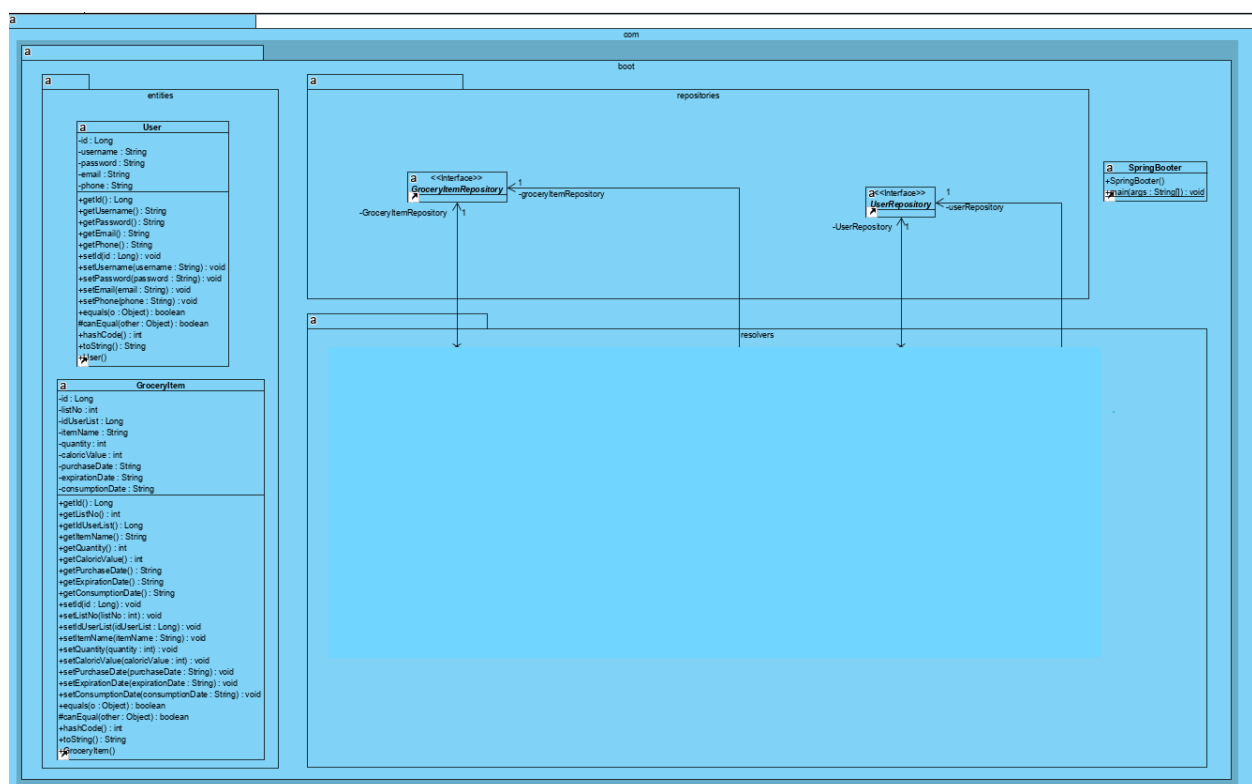 a
com
a
boot
a
entities
a
User
-id : Long
-username : String
-password : String
-email : String
-phone : String
+getId() : Long
+getUsername() : String
+getPassword() : String
+getEmail() : String
+getPhone() : String
+setId(id : Long) : void
+setUsername(username : String) : void
+setPassword(password : String) : void
+setEmail(email : String) : void
+setPhone(phone : String) : void
+equals(o : Object) : boolean
#canEqual(other : Object) : boolean
+hashCode() : int
+toString() : String
+User()
a
GroceryItem
-id : Long
-listNo : int
-idUserList : Long
-itemName : String
-quantity : int
-caloricValue : int
-purchaseDate : String
-expirationDate : String
-consumptionDate : String
+getId() : Long
+getListNo() : int
+getIdUserList() : Long
+getItemName() : String
+getQuantity() : int
+getCaloricValue() : int
+getPurchaseDate() : String
+getExpirationDate() : String
+getConsumptionDate() : String
+setId(id : Long) : void
+setListNo(listNo : int) : void
+setIdUserList(idUserList : Long) : void
+setItemName(itemName : String) : void
+setQuantity(quantity : int) : void
+setCaloricValue(caloricValue : int) : void
+setPurchaseDate(purchaseDate : String) : void
+setExpirationDate(expirationDate : String) : void
+setConsumptionDate(consumptionDate : String) : void
+equals(o : Object) : boolean
#canEqual(other : Object) : boolean
+hashCode() : int
+toString() : String
+GroceryItem()
a
repositories
a
<<Interface>>
GroceryItemRepository
1
-groceryItemRepository
-GroceryItemRepository
1
a
<<Interface>>
UserRepository
1
-userRepository
-UserRepository
1
a
SpringBooter
+SpringBooter()
+main(args : String[]) : void
a
resolvers